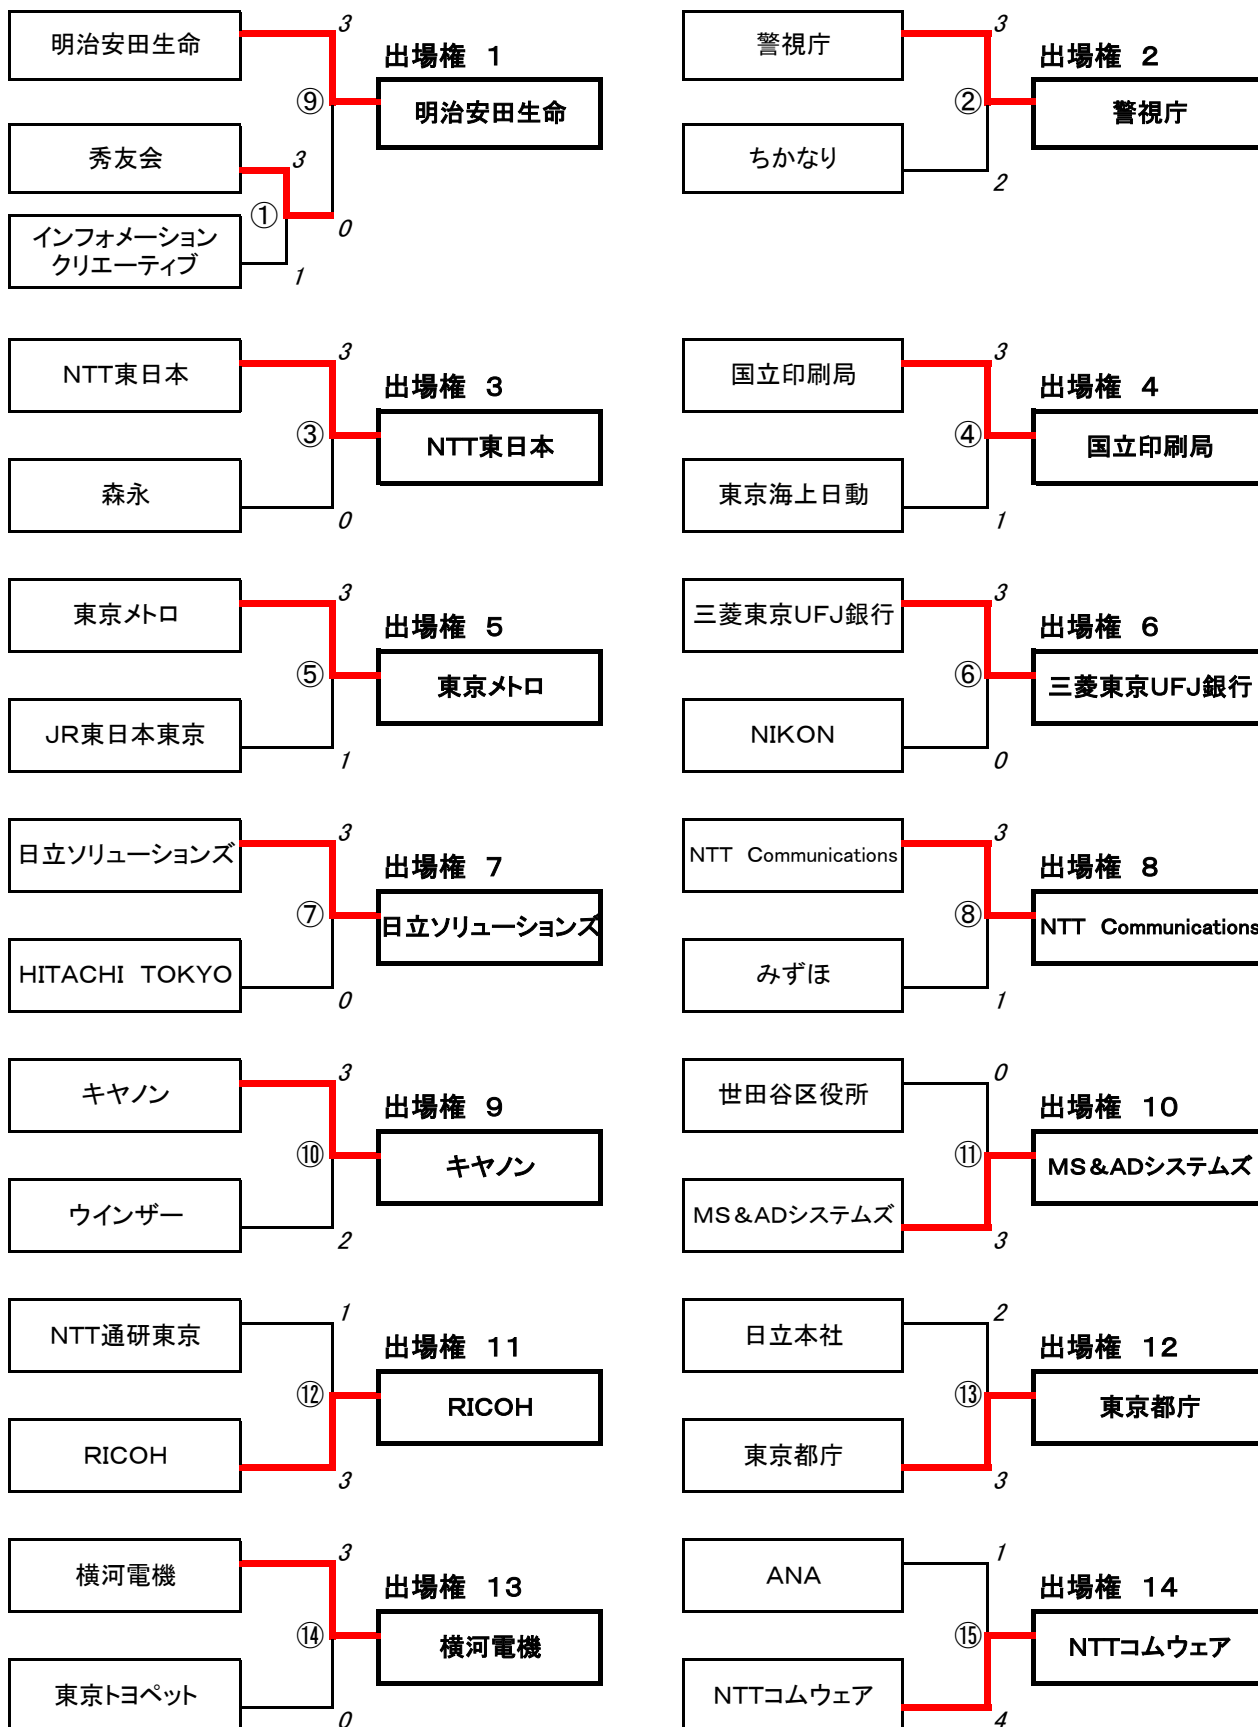 明治安田生命
3
出場権　1
⑨
明治安田生命
秀友会
3
①
0
インフォメーション
クリエーティブ
1
警視庁
3
出場権　2
②
警視庁
ちかなり
2
NTT東日本
3
出場権　3
③
NTT東日本
森永
0
国立印刷局
3
出場権　4
④
国立印刷局
東京海上日動
1
東京メトロ
3
出場権　5
⑤
東京メトロ
JR東日本東京
1
三菱東京UFJ銀行
3
出場権　6
⑥
三菱東京UFJ銀行
NIKON
0
日立ソリューションズ
3
出場権　7
⑦
日立ソリューションズ
HITACHI　TOKYO
0
NTT　Communications
3
出場権　8
⑧
NTT　Communications
みずほ
1
キヤノン
3
出場権　9
⑩
キヤノン
ウインザー
2
世田谷区役所
0
出場権　10
⑪
MS&ADシステムズ
MS&ADシステムズ
3
NTT通研東京
1
出場権　11
⑫
RICOH
RICOH
3
日立本社
2
出場権　12
⑬
東京都庁
東京都庁
3
横河電機
3
出場権　13
⑭
横河電機
東京トヨペット
0
ANA
1
出場権　14
⑮
NTTコムウェア
NTTコムウェア
4